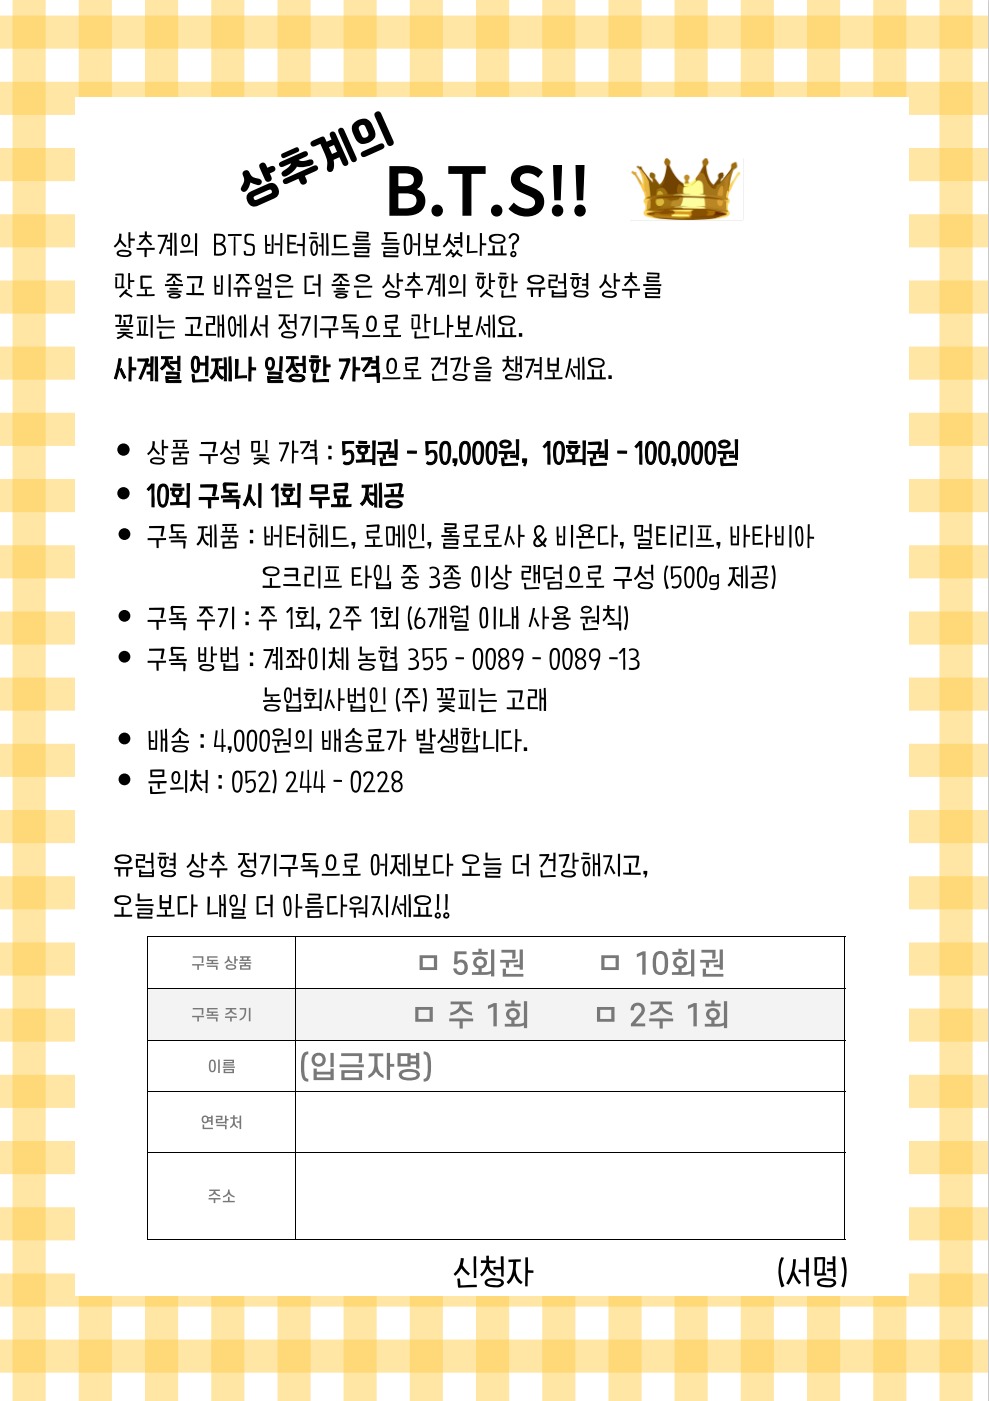 상추계의
B.T.S!!
상추계의 BTS 버터헤드를 들어보셨나요?
맛도 좋고 비쥬얼은 더 좋은 상추계의 핫한 유럽형 상추를
꽃피는 고래에서 정기구독으로 만나보세요.
사계절 언제나 일정한 가격으로 건강을 챙겨보세요.
● 상품 구성 및 가격 : 5회권 - 50,000원, 10회권 - 100,000원
● 10회 구독시 1회 무료 제공
● 구독 제품 : 버터헤드, 로메인, 롤로로사 & 비욘다, 멀티리프, 바타비아
오크리프 타입 중 3종 이상 랜덤으로 구성 (500g 제공)
● 구독 주기 : 주 1회, 2주 1회 (6개월 이내 사용 원칙)
● 구독 방법 : 계좌이체 농협 355 - 0089 - 0089 -13
농업회사법인 (주) 꽃피는 고래
● 배송 : 4,000원의 배송료가 발생합니다.
● 문의처 : 052) 244 - 0228
유럽형 상추 정기구독으로 어제보다 오늘 더 건강해지고,
오늘보다 내일 더 아름다워지세요!!
구독 상품 □ 5회권 □ 10회권
구독 주기 □ 주 1회 □ 2주 1회
이름 (입금자명)
연락처
주소
신청자 (서명)